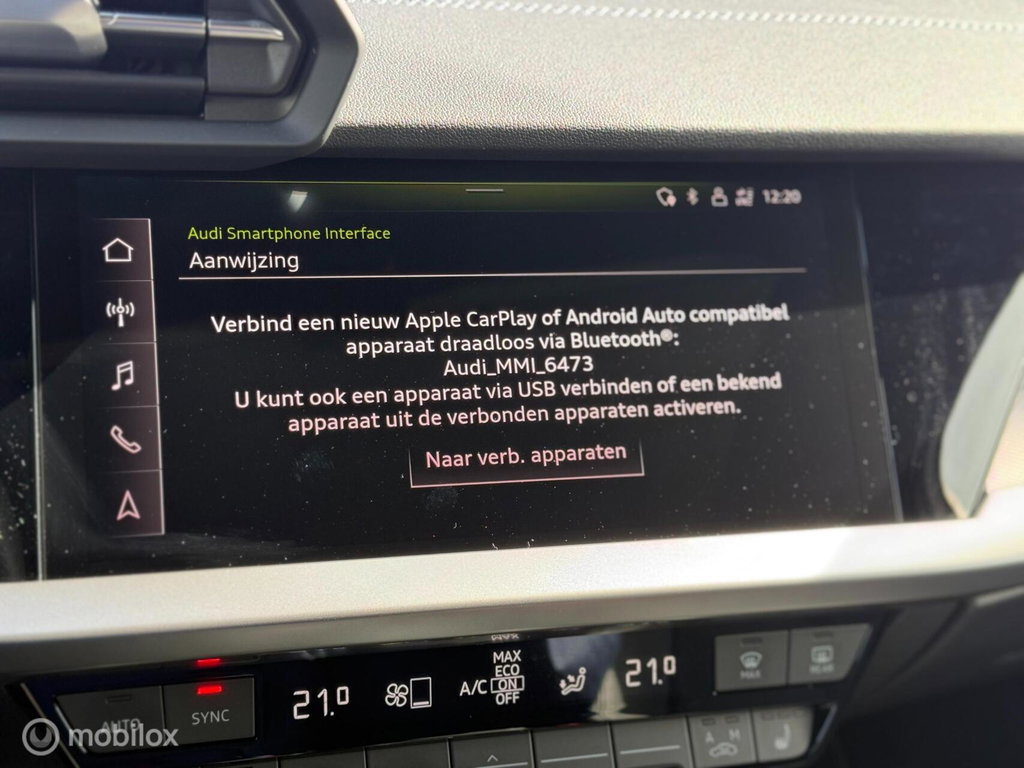 12:20
Audi Smartphone Interface
Aanwijzing
Verbind een nieuw Apple CarPlay of Android Auto compatibel
apparaat draadloos via Bluetooth®:
Audi_MMI_6473
U kunt ook een apparaat via USB verbinden of een bekend
apparaat uit de verbonden apparaten activeren.
Naar verb. apparaten
MAX
ECO
A/C ON
OFF
21.0
21.0
AUTO
SYNC
MAX
REAR
A M
mobilox